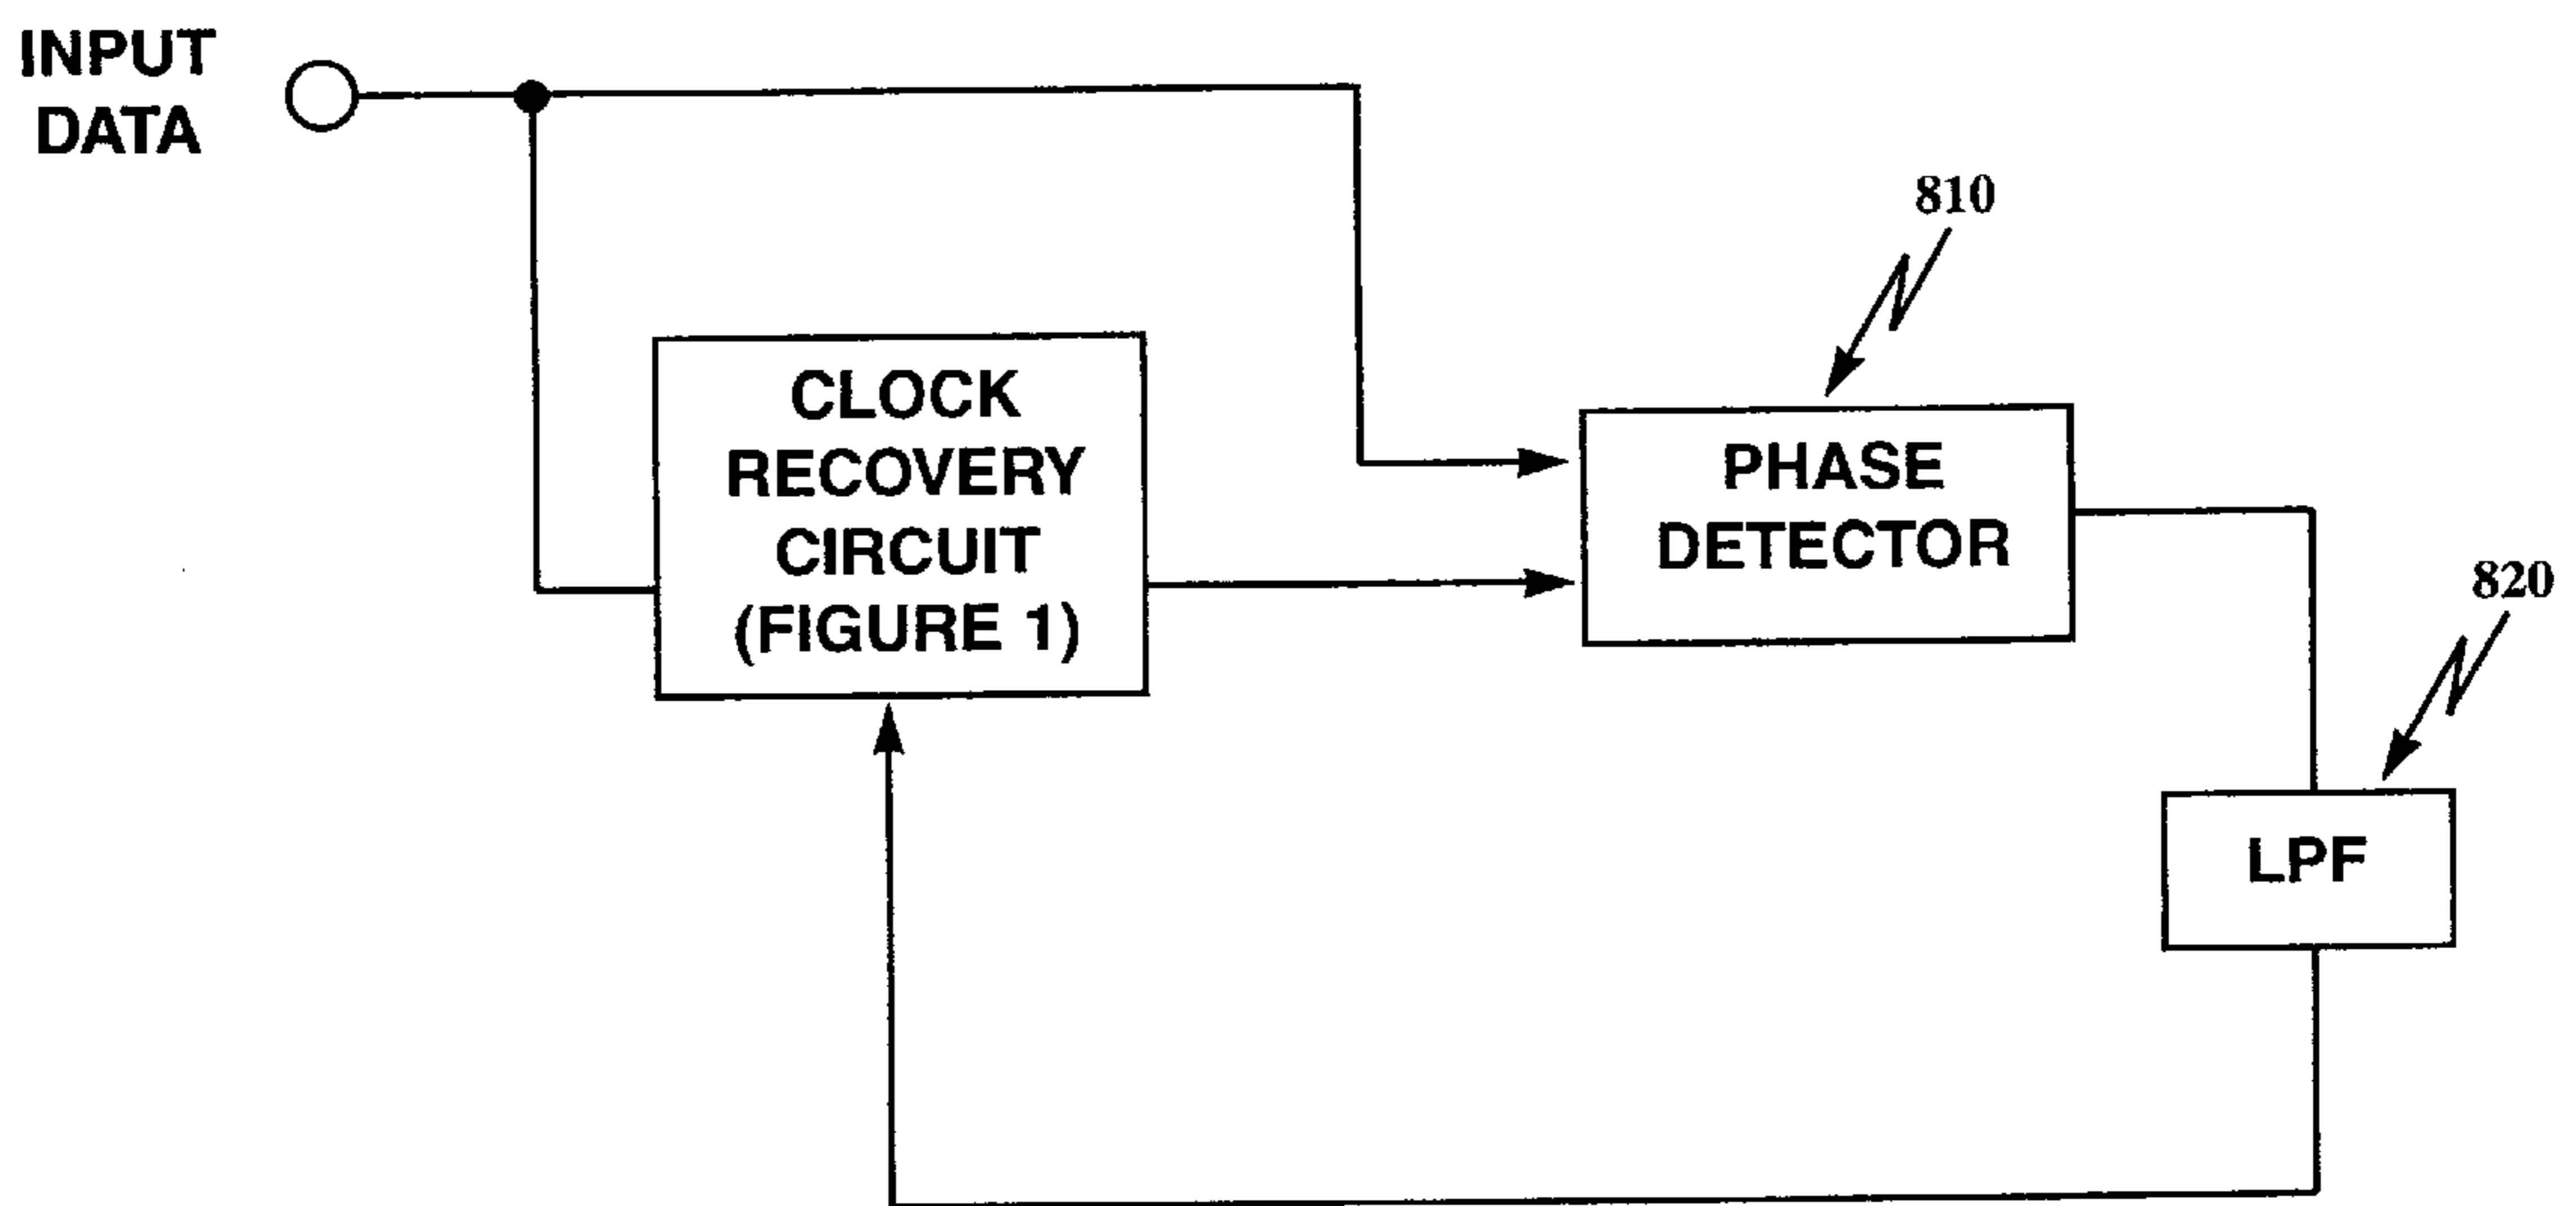 INPUT
DATA
810
CLOCK
RECOVERY
CIRCUIT
(FIGURE 1)
PHASE
DETECTOR
820
LPF